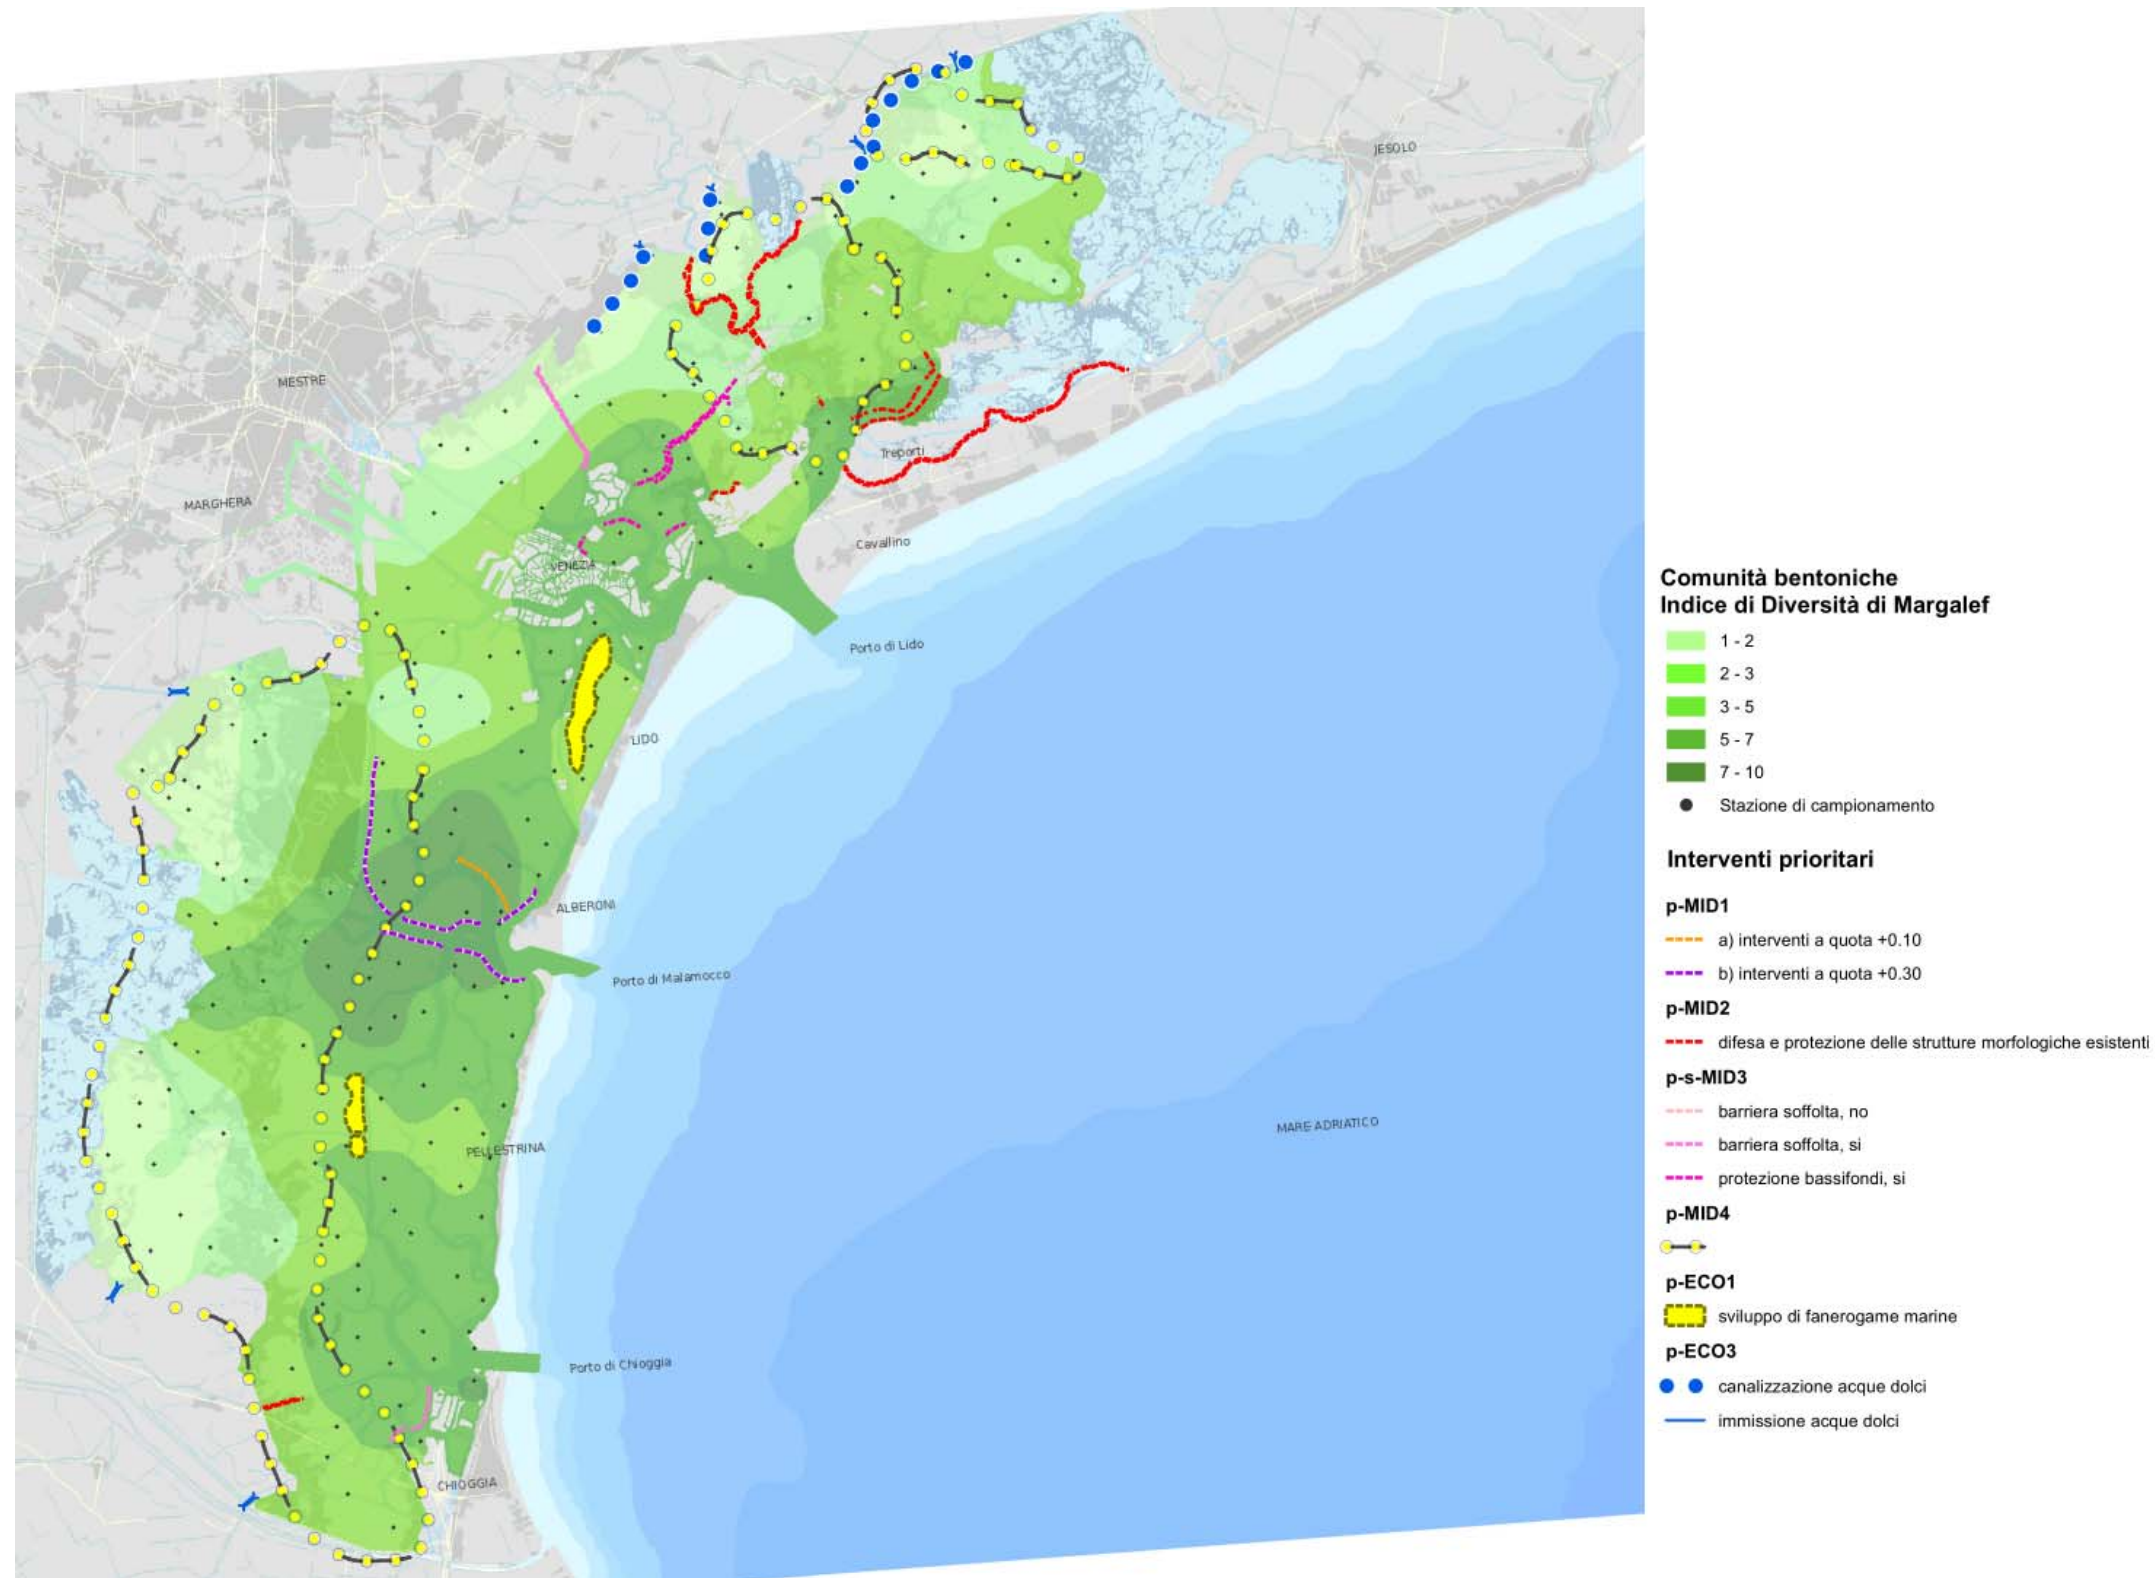 JESOLO
MESTRE
Treporti
MARGHERA
Cavallino
VENEZIA
Porto di Lido
LIDO
ALBERONI
Porto di Malamocco
MARE ADRIATICO
PELLESTRINA
Porto di Chioggia
CHIOGGIA
Comunità bentoniche
Indice di Diversità di Margalef
1 - 2
2 - 3
3 - 5
5 - 7
7 - 10
Stazione di campionamento
Interventi prioritari
p-MID1
a) interventi a quota +0.10
b) interventi a quota +0.30
p-MID2
difesa e protezione delle strutture morfologiche esistenti
p-s-MID3
barriera soffolta, no
barriera soffolta, si
protezione bassifondi, si
p-MID4
p-ECO1
sviluppo di fanerogame marine
p-ECO3
canalizzazione acque dolci
immissione acque dolci